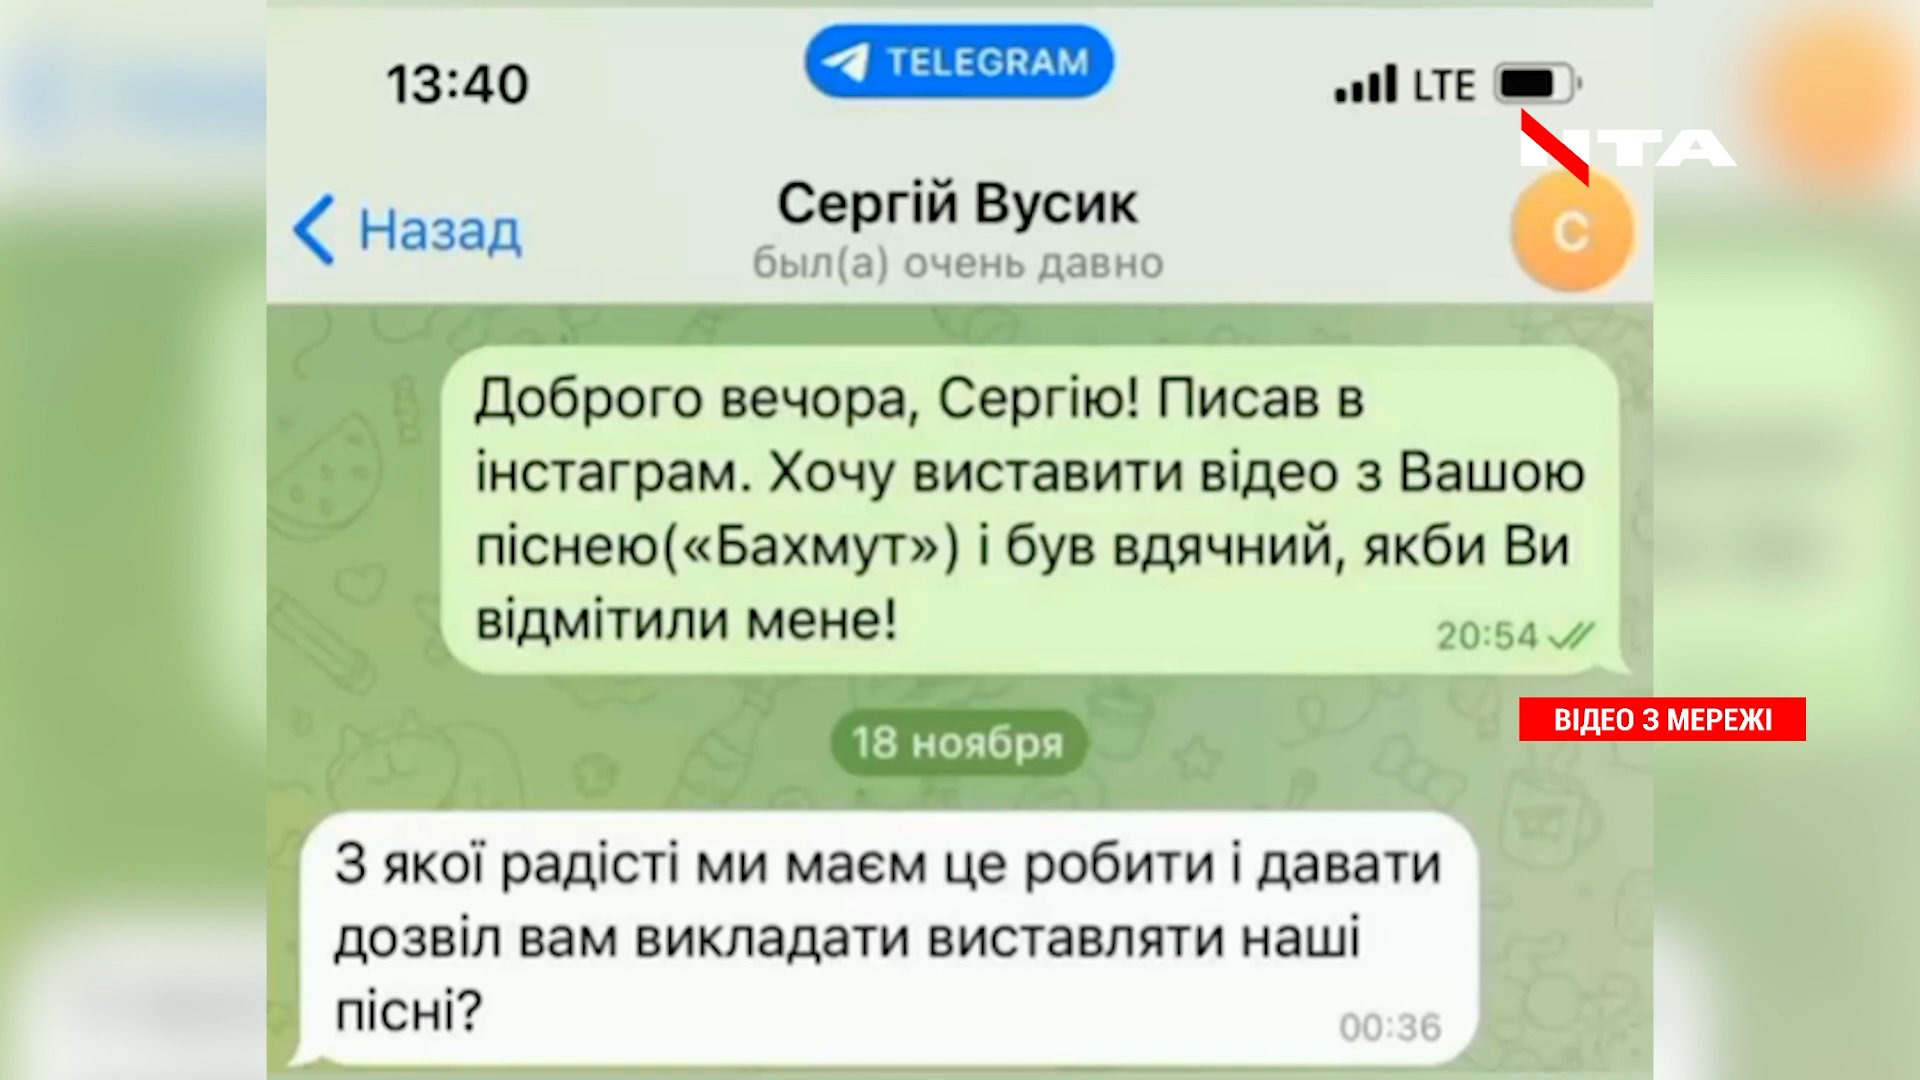 13:40
TELEGRAM
LTE
NTA
Назад
Сергій Вусик
был(а) очень давно
С
Доброго вечора, Сергію! Писав в
інстаграм. Хочу виставити відео з Вашою
піснею(«Бахмут») і був вдячний, якби Ви
відмітили мене!
20:54
ВІДЕО З МЕРЕЖІ
18 ноября
З якої радісті ми маєм це робити і давати
дозвіл вам викладати виставляти наші
пісні?
00:36